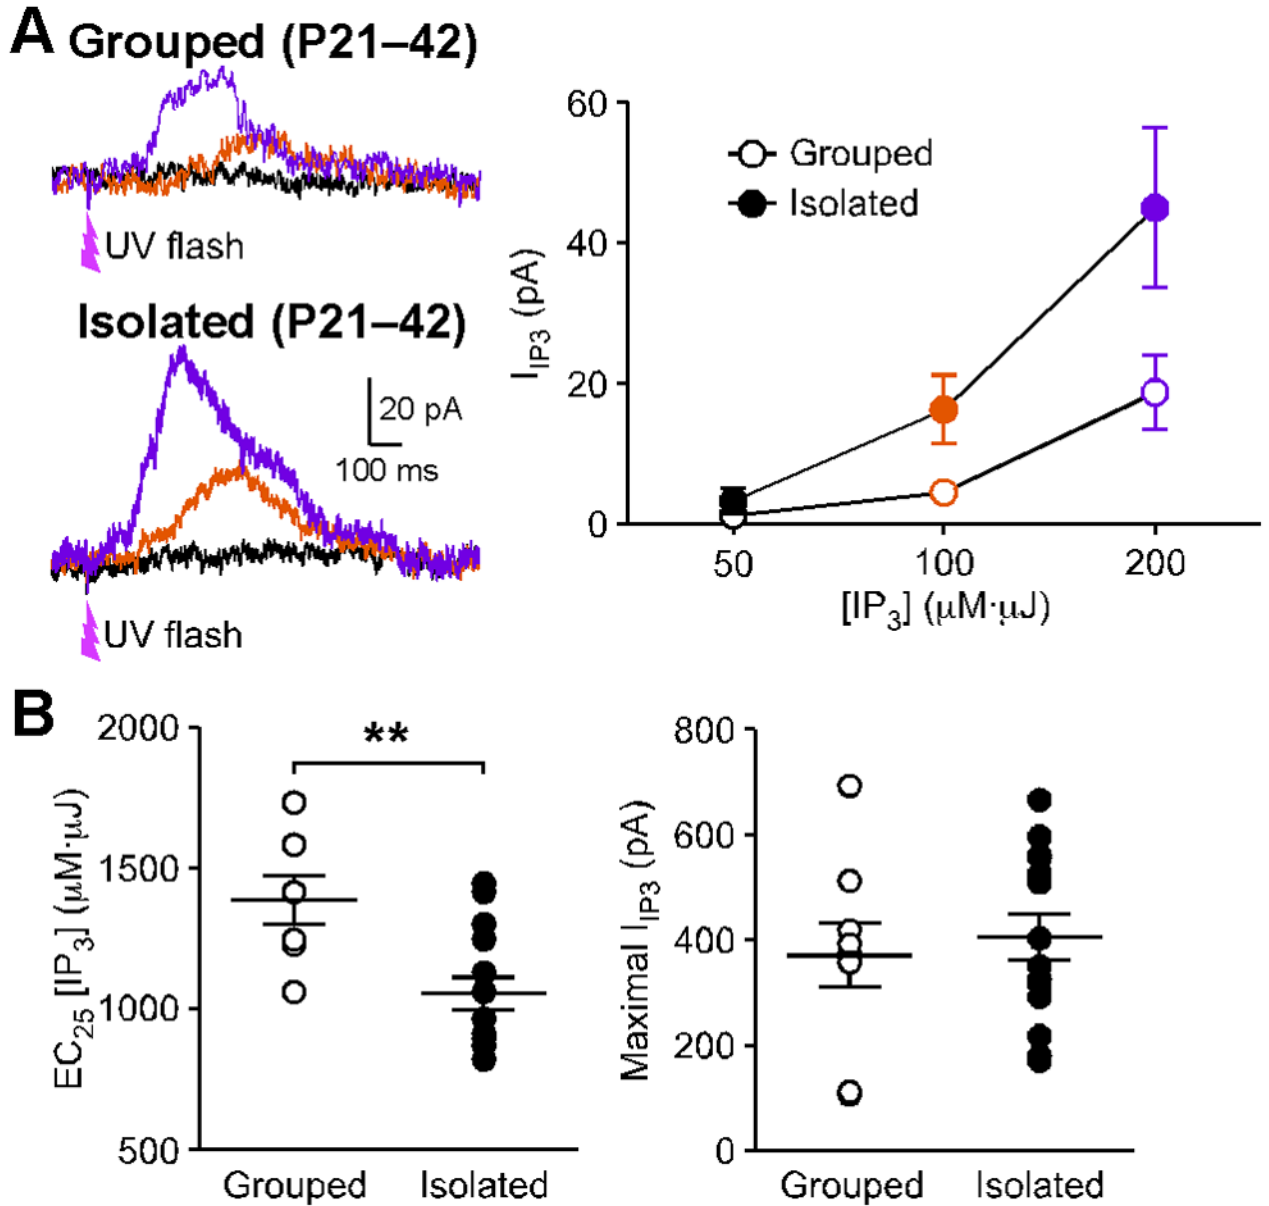 A
Grouped (P21–42)
UV flash
Isolated (P21–42)
20 pA
100 ms
UV flash
60
40
20
0
I_IP3 (pA)
Grouped
Isolated
50 100 200
[IP3] (μM·μJ)
B
2000
1500
1000
500
EC25 [IP3] (μM·μJ)
**
Grouped Isolated
800
600
400
200
0
Maximal I_IP3 (pA)
Grouped Isolated